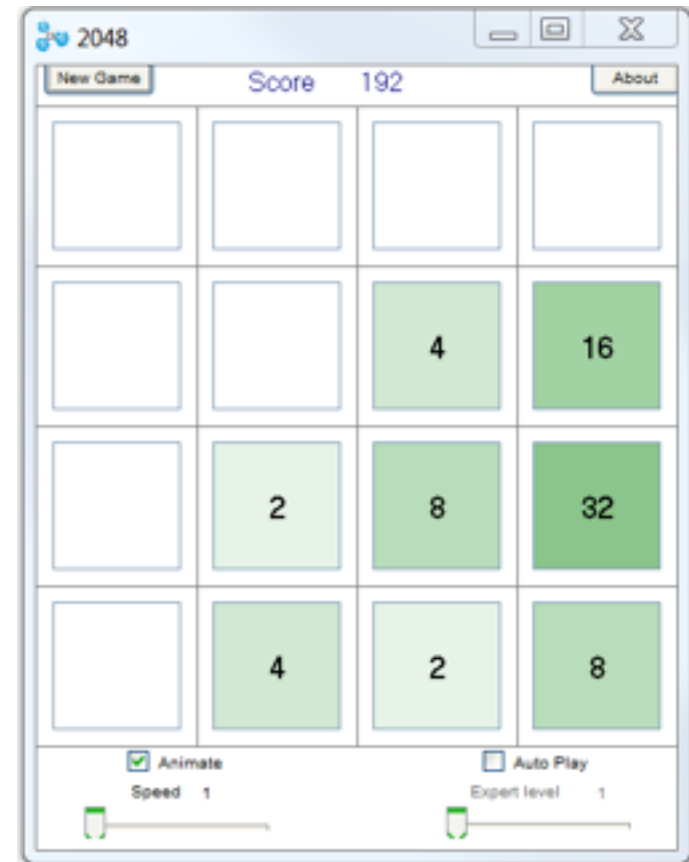 2048
New Game Score 192 About
4 16
2 8 32
4 2 8
Animate Auto Play
Speed 1 Expert level 1